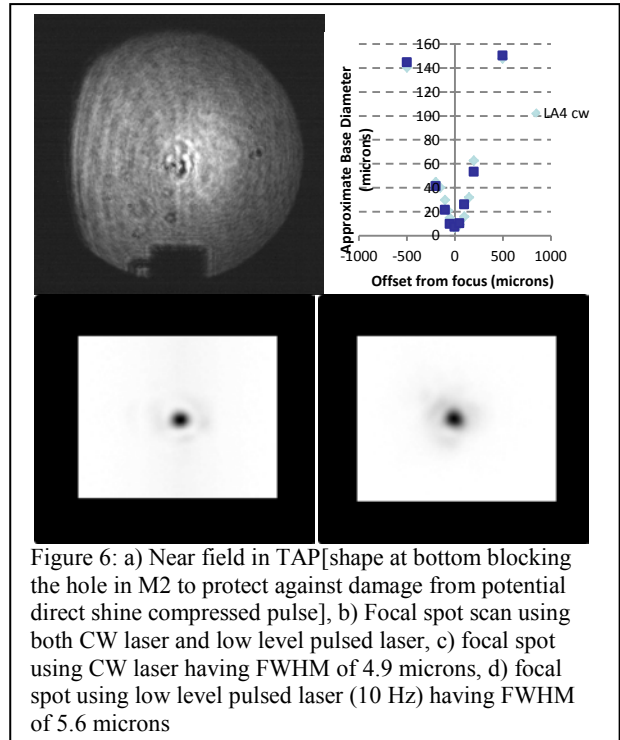 160
140
120
100
80
60
40
20
0
Approximate Base Diameter
(microns)
LA4 cw
-1000 -500 0 500 1000
Offset from focus (microns)
Figure 6: a) Near field in TAP[shape at bottom blocking
the hole in M2 to protect against damage from potential
direct shine compressed pulse], b) Focal spot scan using
both CW laser and low level pulsed laser, c) focal spot
using CW laser having FWHM of 4.9 microns, d) focal
spot using low level pulsed laser (10 Hz) having FWHM
of 5.6 microns